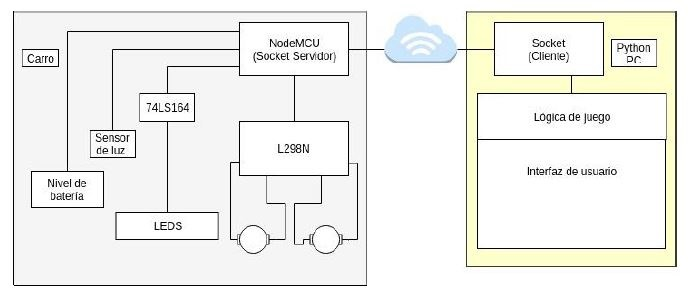 Carro
NodeMCU
(Socket Servidor)
74LS164
Sensor
de luz
L298N
Nivel de
batería
LEDS
Socket
(Cliente)
Python
PC
Lógica de juego
Interfaz de usuario